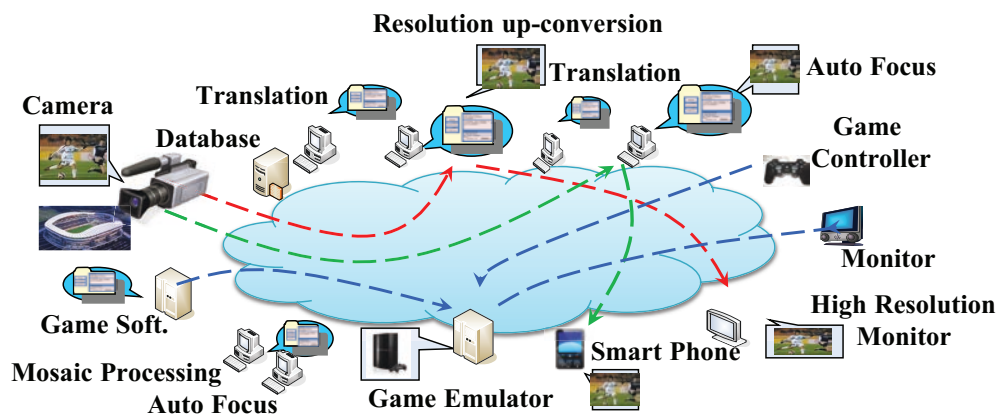 Resolution up-conversion
Translation
Translation
Auto Focus
Camera
Database
Game
Controller
Monitor
Game Soft.
High Resolution
Monitor
Mosaic Processing
Auto Focus
Game Emulator
Smart Phone